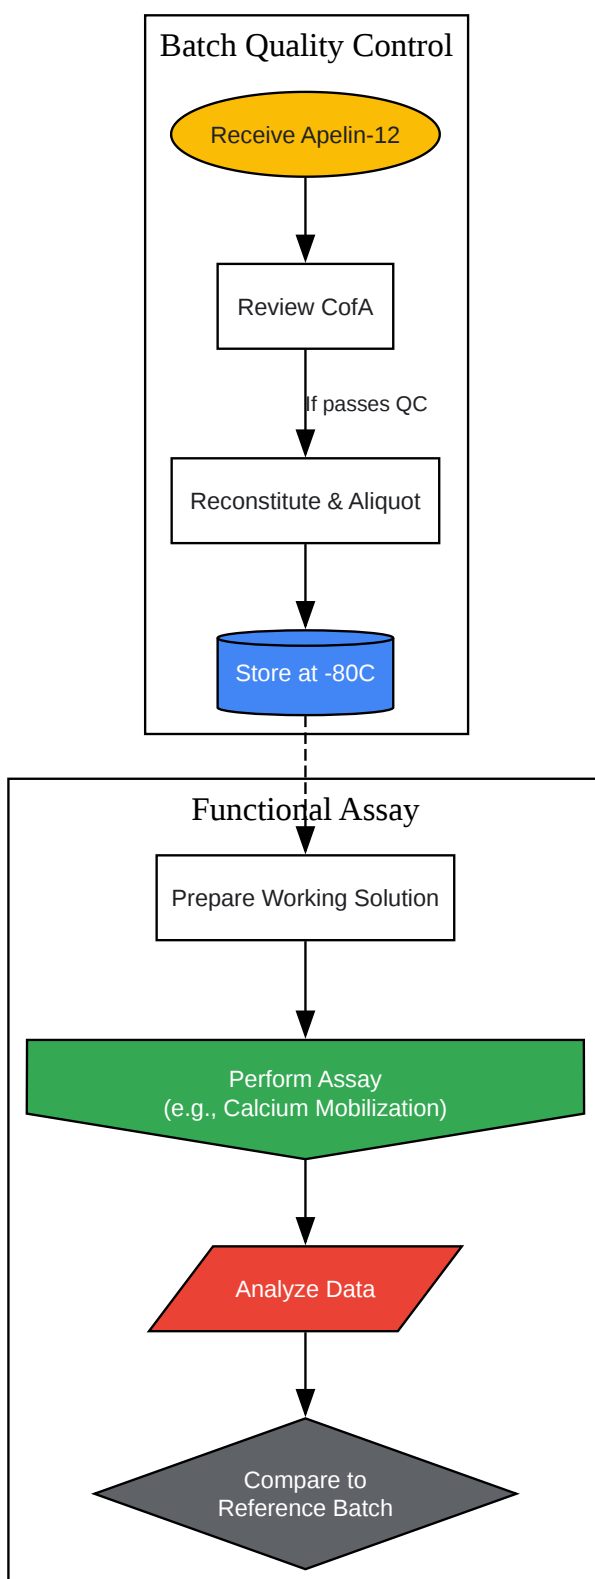 Batch Quality Control
Receive Apelin-12
Review CofA
If passes QC
Reconstitute & Aliquot
Store at -80C
Functional Assay
Prepare Working Solution
Perform Assay
(e.g., Calcium Mobilization)
Analyze Data
Compare to
Reference Batch